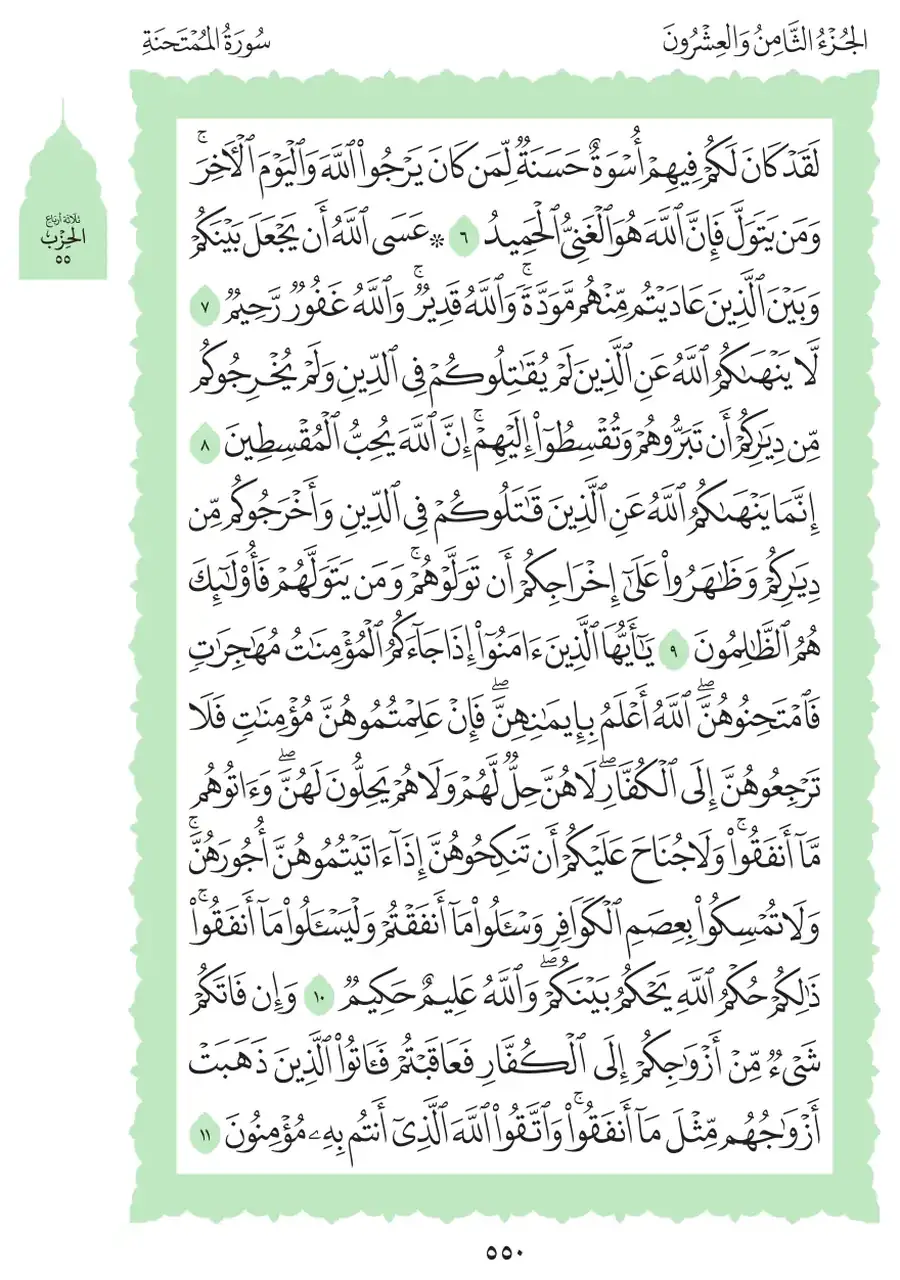 الجُزْءُ الثَّامِنُ وَالعِشْرُونَ
سُورَةُ المُمْتَحَنَةِ
ثلاثة أرباع
الحِزْب
٥٥
لَقَدۡ كَانَ لَكُمۡ فِيهِمۡ أُسۡوَةٌ حَسَنَةٞ لِّمَن كَانَ يَرۡجُواْ ٱللَّهَ وَٱلۡيَوۡمَ ٱلۡأٓخِرَۚ
وَمَن يَتَوَلَّ فَإِنَّ ٱللَّهَ هُوَ ٱلۡغَنِيُّ ٱلۡحَمِيدُ ٦ ۞عَسَى ٱللَّهُ أَن يَجۡعَلَ بَيۡنَكُمۡ
وَبَيۡنَ ٱلَّذِينَ عَادَيۡتُم مِّنۡهُم مَّوَدَّةٗۚ وَٱللَّهُ قَدِيرٞۚ وَٱللَّهُ غَفُورٞ رَّحِيمٞ ٧
لَّا يَنۡهَىٰكُمُ ٱللَّهُ عَنِ ٱلَّذِينَ لَمۡ يُقَٰتِلُوكُمۡ فِي ٱلدِّينِ وَلَمۡ يُخۡرِجُوكُم
مِّن دِيَٰرِكُمۡ أَن تَبَرُّوهُمۡ وَتُقۡسِطُوٓاْ إِلَيۡهِمۡۚ إِنَّ ٱللَّهَ يُحِبُّ ٱلۡمُقۡسِطِينَ ٨
إِنَّمَا يَنۡهَىٰكُمُ ٱللَّهُ عَنِ ٱلَّذِينَ قَٰتَلُوكُمۡ فِي ٱلدِّينِ وَأَخۡرَجُوكُم مِّن
دِيَٰرِكُمۡ وَظَٰهَرُواْ عَلَىٰٓ إِخۡرَاجِكُمۡ أَن تَوَلَّوۡهُمۡۚ وَمَن يَتَوَلَّهُمۡ فَأُوْلَٰٓئِكَ
هُمُ ٱلظَّٰلِمُونَ ٩ يَٰٓأَيُّهَا ٱلَّذِينَ ءَامَنُوٓاْ إِذَا جَآءَكُمُ ٱلۡمُؤۡمِنَٰتُ مُهَٰجِرَٰتٖ
فَٱمۡتَحِنُوهُنَّۖ ٱللَّهُ أَعۡلَمُ بِإِيمَٰنِهِنَّۖ فَإِنۡ عَلِمۡتُمُوهُنَّ مُؤۡمِنَٰتٖ فَلَا
تَرۡجِعُوهُنَّ إِلَى ٱلۡكُفَّارِۖ لَا هُنَّ حِلّٞ لَّهُمۡ وَلَا هُمۡ يَحِلُّونَ لَهُنَّۖ وَءَاتُوهُم
مَّآ أَنفَقُواْۚ وَلَا جُنَاحَ عَلَيۡكُمۡ أَن تَنكِحُوهُنَّ إِذَآ ءَاتَيۡتُمُوهُنَّ أُجُورَهُنَّۚ
وَلَا تُمۡسِكُواْ بِعِصَمِ ٱلۡكَوَافِرِ وَسۡـَٔلُواْ مَآ أَنفَقۡتُمۡ وَلۡيَسۡـَٔلُواْ مَآ أَنفَقُواْۚ
ذَٰلِكُمۡ حُكۡمُ ٱللَّهِ يَحۡكُمُ بَيۡنَكُمۡۖ وَٱللَّهُ عَلِيمٌ حَكِيمٞ ١٠ وَإِن فَاتَكُمۡ
شَيۡءٞ مِّنۡ أَزۡوَٰجِكُمۡ إِلَى ٱلۡكُفَّارِ فَعَاقَبۡتُمۡ فَـَٔاتُواْ ٱلَّذِينَ ذَهَبَتۡ
أَزۡوَٰجُهُم مِّثۡلَ مَآ أَنفَقُواْۚ وَٱتَّقُواْ ٱللَّهَ ٱلَّذِيٓ أَنتُم بِهِۦ مُؤۡمِنُونَ ١١
٥٥٠